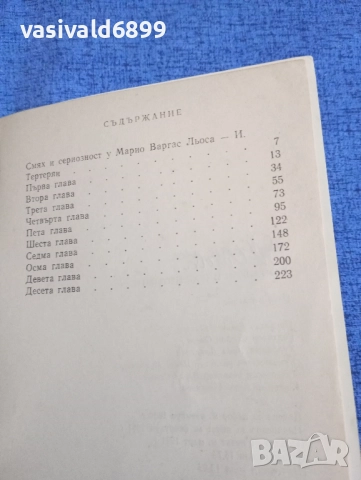 vasivald6899
СЪДЪРЖАНИЕ
Смях и сериозност у Марио Варгас Льоса — И.
Тертерян . . . . . . . 7
Първа глава . . . . . . . 13
Втора глава . . . . . . . 34
Трета глава . . . . . . . 55
Четвърта глава . . . . . . . 73
Пета глава . . . . . . . 95
Шеста глава . . . . . . . 122
Седма глава . . . . . . . 148
Осма глава . . . . . . . 172
Девета глава . . . . . . . 200
Десета глава . . . . . . . 223
BAZAR